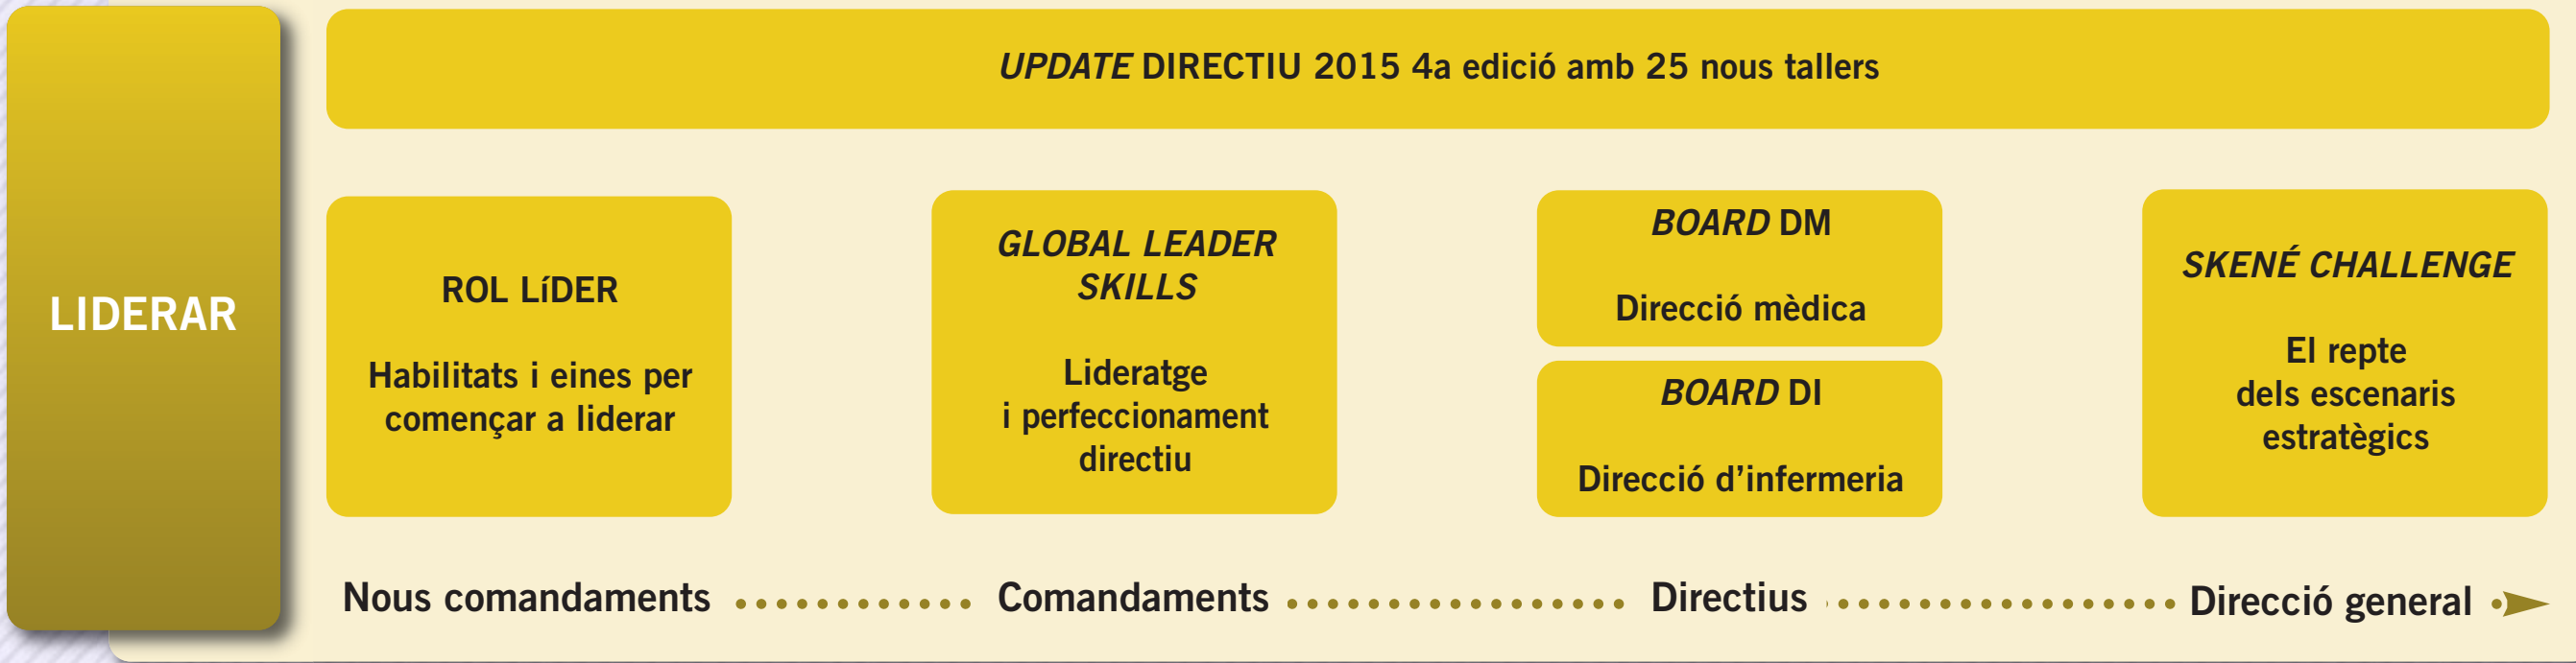 LIDERAR
UPDATE DIRECTIU 2015 4a edició amb 25 nous tallers
ROL LíDER
Habilitats i eines per
començar a liderar
GLOBAL LEADER
SKILLS
Lideratge
i perfeccionament
directiu
BOARD DM
Direcció mèdica
BOARD DI
Direcció d’infermeria
SKENÉ CHALLENGE
El repte
dels escenaris
estratègics
Nous comandaments
Comandaments
Directius
Direcció general